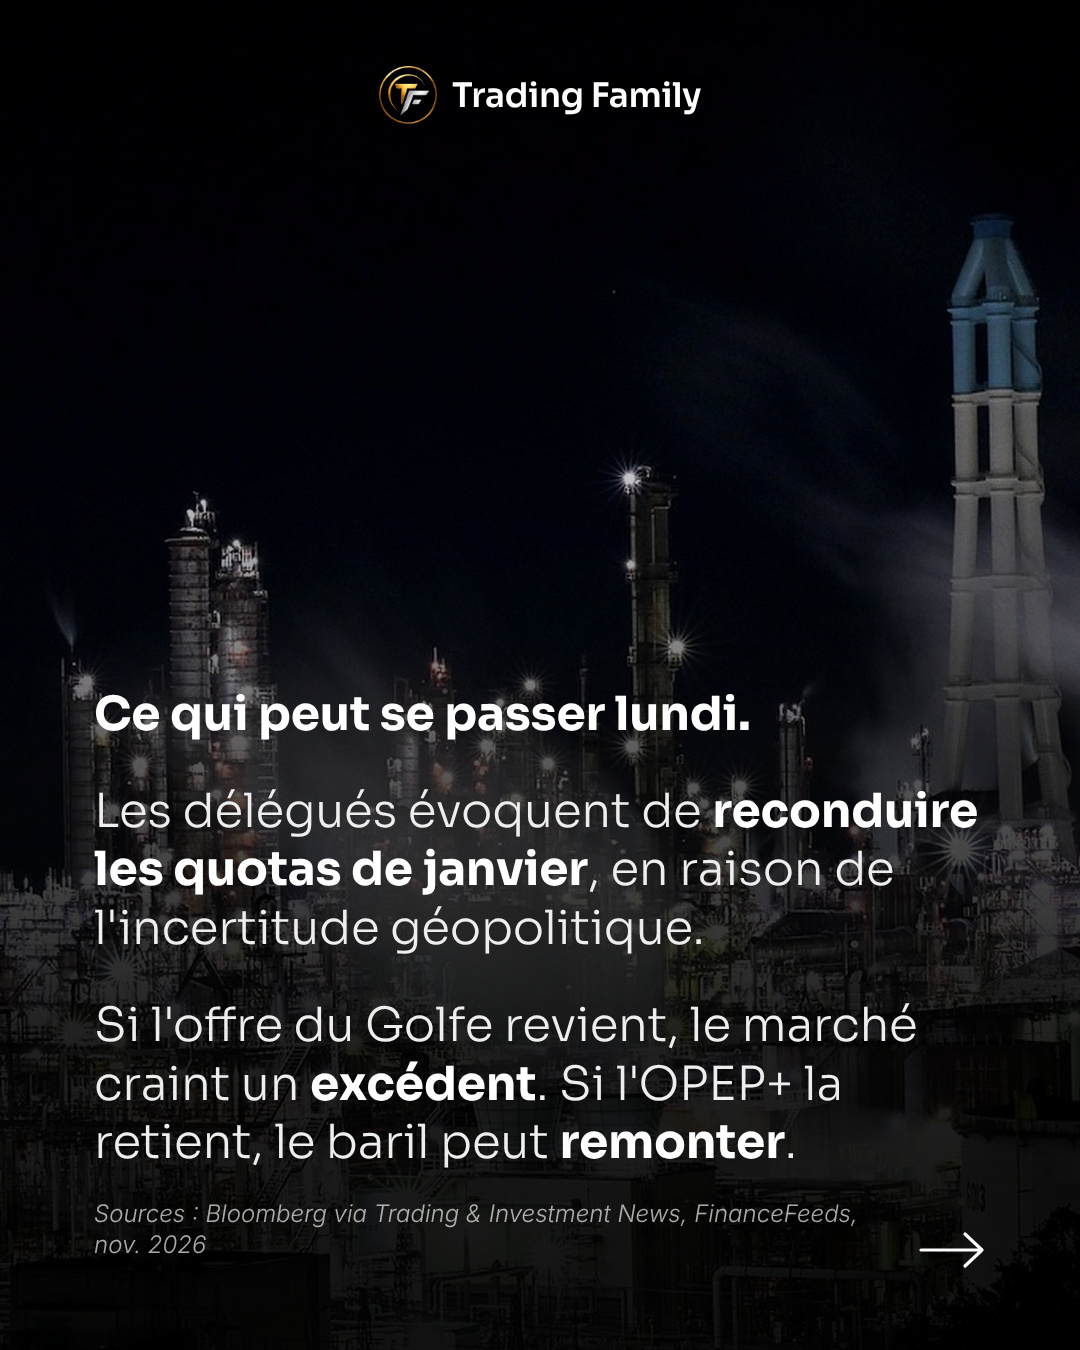 Trading Family
Ce qui peut se passer lundi.
Les délégués évoquent de reconduire
les quotas de janvier, en raison de
l'incertitude géopolitique.
Si l'offre du Golfe revient, le marché
craint un excédent. Si l'OPEP+ la
retient, le baril peut remonter.
Sources : Bloomberg via Trading & Investment News, FinanceFeeds,
nov. 2026